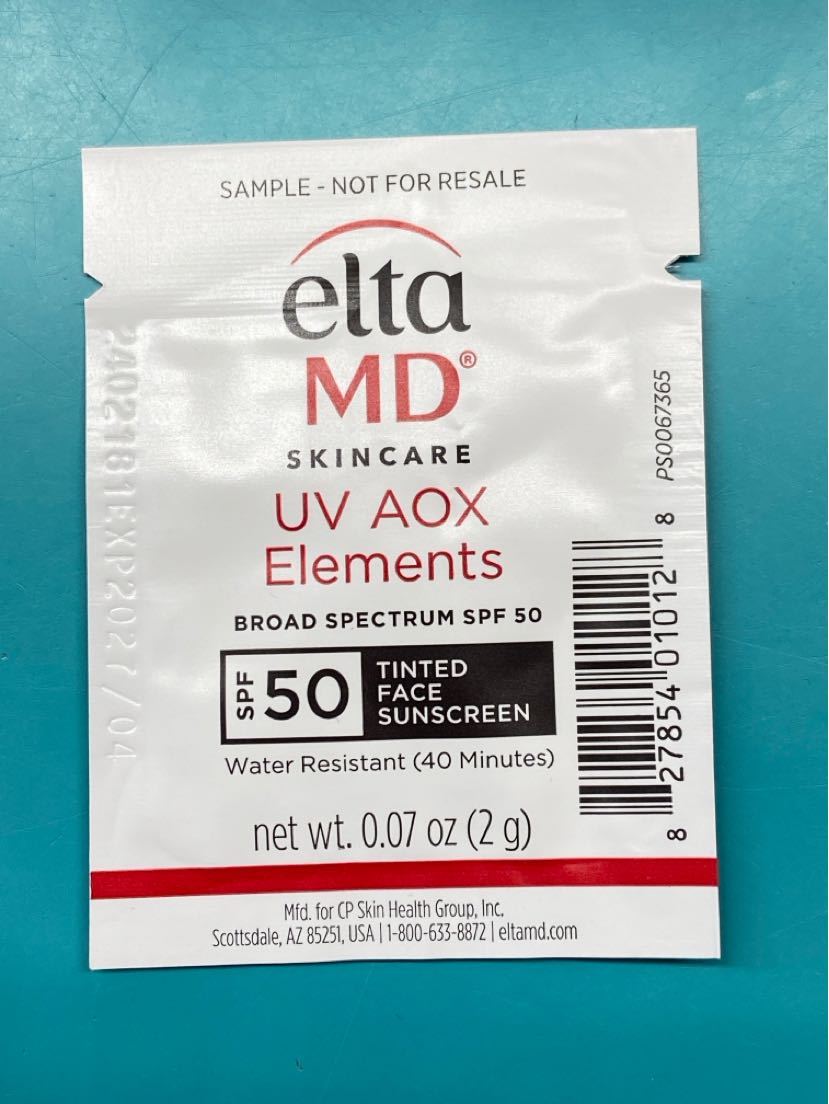 SAMPLE - NOT FOR RESALE
elta
MD®
SKINCARE
UV AOX
Elements
BROAD SPECTRUM SPF 50
SPF 50
TINTED
FACE
SUNSCREEN
Water Resistant (40 Minutes)
net wt. 0.07 oz (2 g)
Mfd. for CP Skin Health Group, Inc.
Scottsdale, AZ 85251, USA | 1-800-633-8872 | eltamd.com
EXP2027/04
8 27854 01012 8
PS0067365